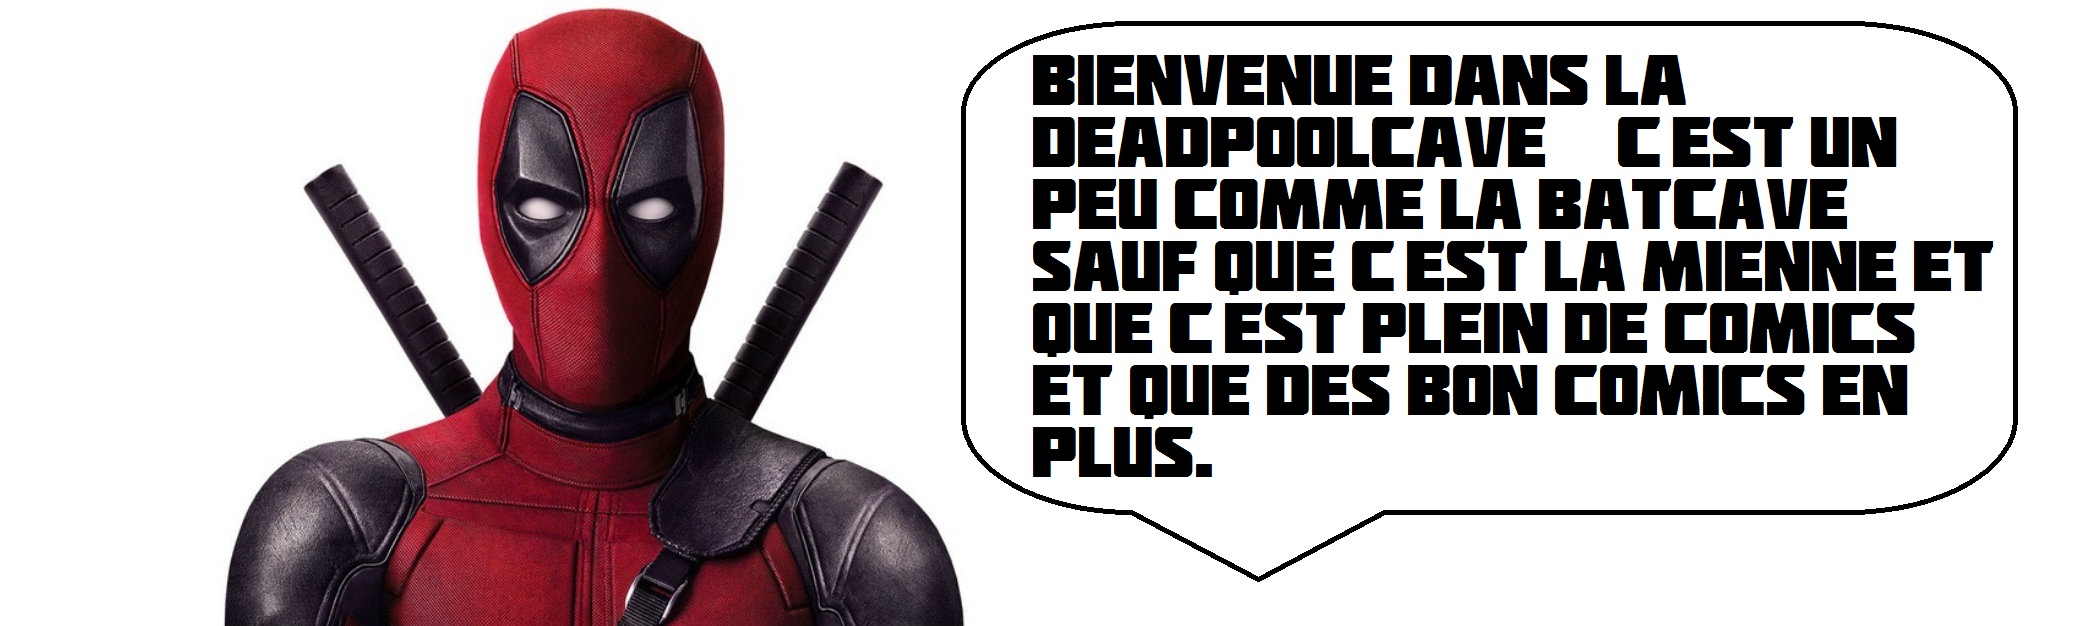 BIENVENUE DANS LA
DEADPOOLCAVE C EST UN
PEU COMME LA BATCAVE
SAUF QUE C EST LA MIENNE ET
QUE C EST PLEIN DE COMICS
ET QUE DES BON COMICS EN
PLUS.